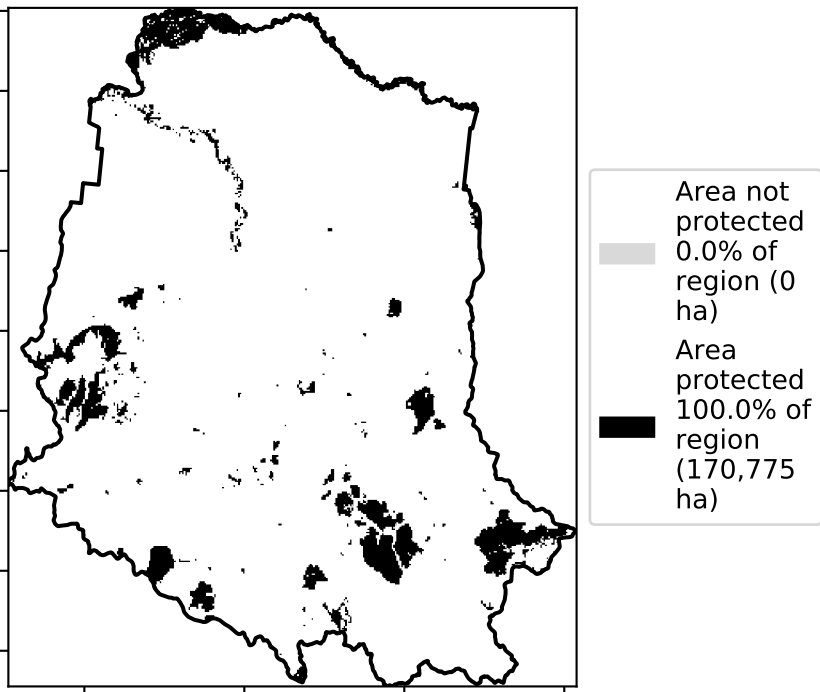 Area not
protected
0.0% of
region (0
ha)
Area
protected
100.0% of
region
(170,775
ha)